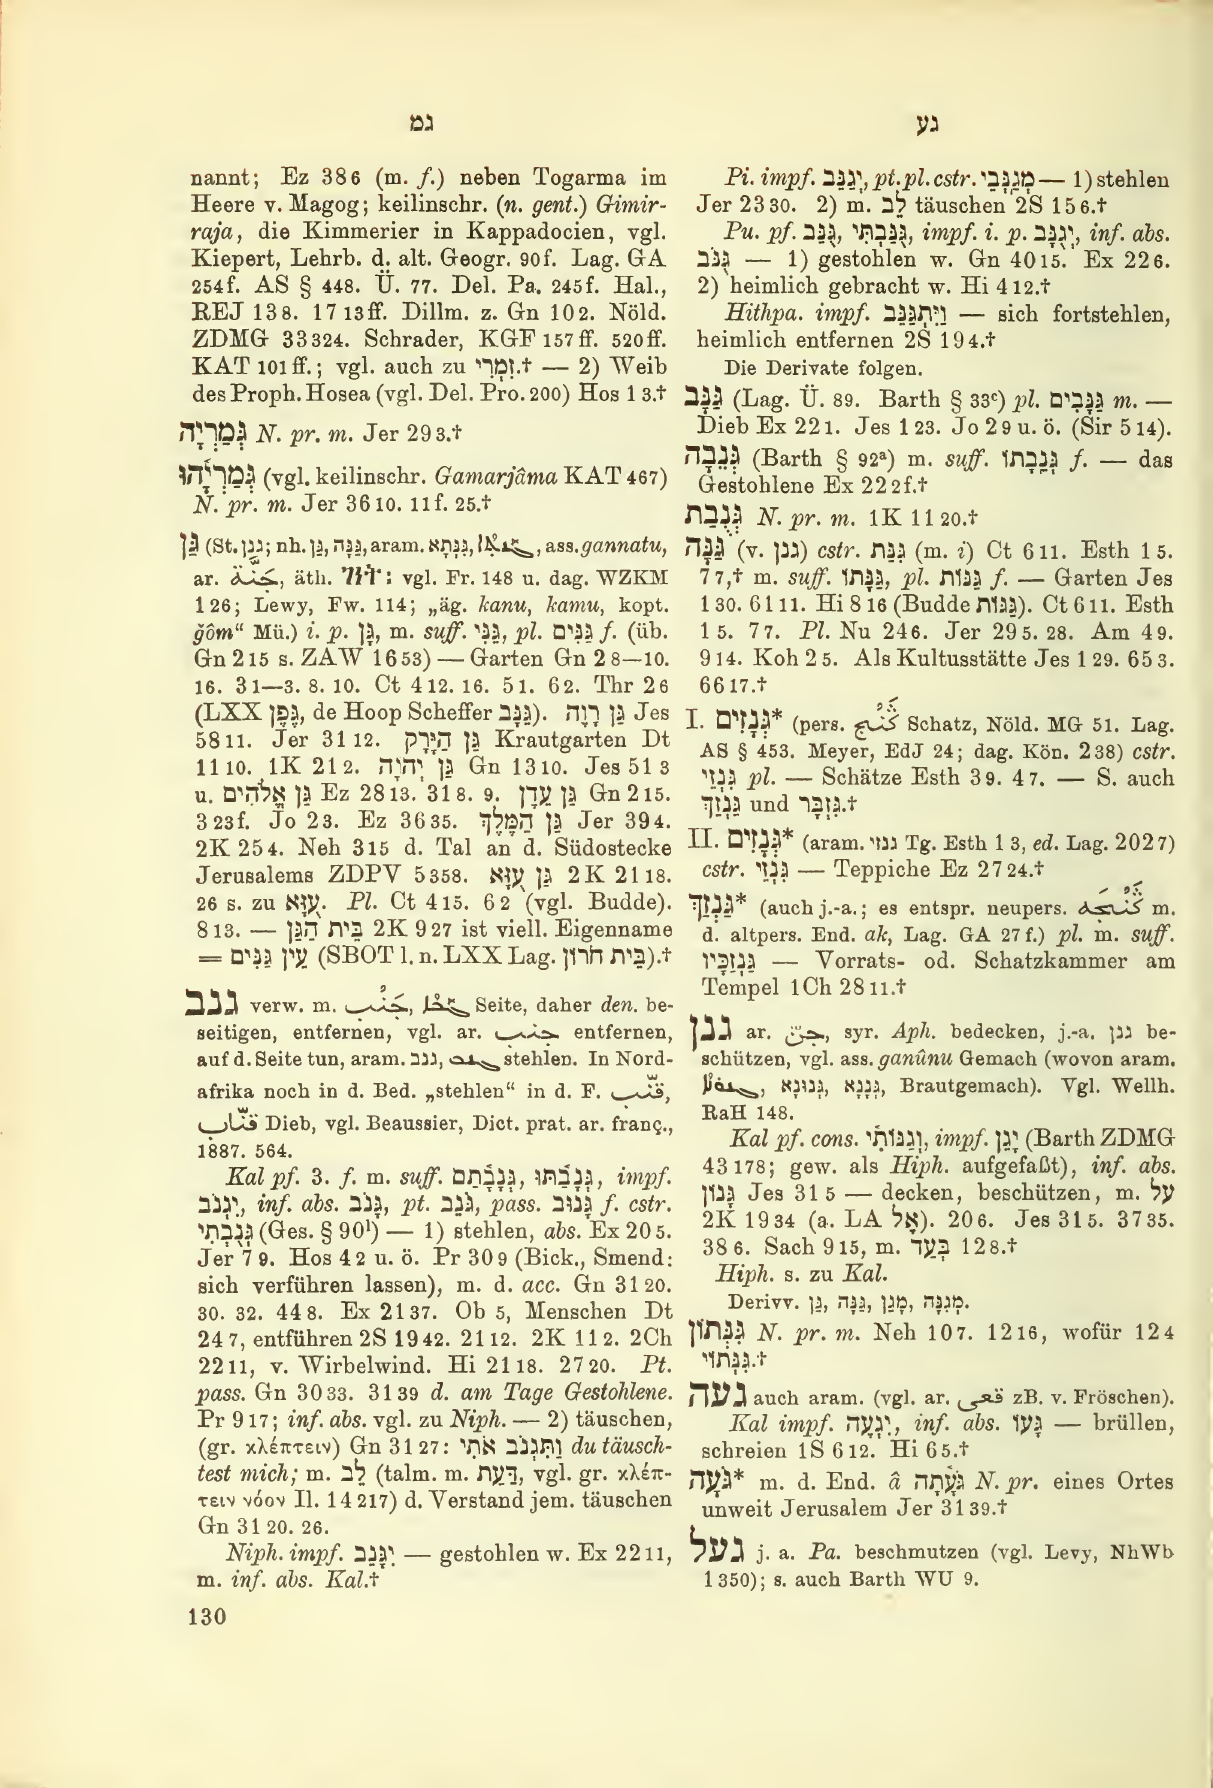 גמ
nannt; Ez 38 6 (m. f.) neben Togarma im
Heere v. Magog; keilinschr. (n. gent.) Gimir-
raja, die Kimmerier in Kappadocien, vgl.
Kiepert, Lehrb. d. alt. Geogr. 90f. Lag. GA
254f. AS § 448. Ü. 77. Del. Pa. 245f. Hal.,
REJ 13 8. 17 13ff. Dillm. z. Gn 10 2. Nöld.
ZDMG 33 324. Schrader, KGF 157 ff. 520ff.
KAT 101 ff.; vgl. auch zu זִמְרִי.† — 2) Weib
des Proph. Hosea (vgl. Del. Pro. 200) Hos 1 3.†
גְּמַרְיָה N. pr. m. Jer 29 3.†
גְּמַרְיָהוּ (vgl. keilinschr. Gamarjâma KAT 467)
N. pr. m. Jer 36 10. 11 f. 25.†
גַּן (St. גנן; nh. גַּן, גַּנָּה, aram. גִּנְּתָא, , ass. gannatu,
ar. جَنَّة, äth. : vgl. Fr. 148 u. dag. WZKM
1 26; Lewy, Fw. 114; „äg. kanu, kamu, kopt.
ğôm“ Mü.) i. p. גָּן, m. suff. גַּנִּי, pl. גַּנִּים f. (üb.
Gn 2 15 s. ZAW 16 53) — Garten Gn 2 8—10.
16. 3 1—3. 8. 10. Ct 4 12. 16. 5 1. 6 2. Thr 2 6
(LXX גֶּפֶן, de Hoop Scheffer גַּנָּב). גַּן רָוֶה Jes
58 11. Jer 31 12. גַּן הַיָּרָק Krautgarten Dt
11 10. 1K 21 2. גַּן יְהוָֹה Gn 13 10. Jes 51 3
u. גַּן אֱלֹהִים Ez 28 13. 31 8. 9. גַּן עֵדֶן Gn 2 15.
3 23f. Jo 2 3. Ez 36 35. גַּן הַמֶּלֶךְ Jer 39 4.
2K 25 4. Neh 3 15 d. Tal an d. Südostecke
Jerusalems ZDPV 5 358. גַּן עֻזָּא 2K 21 18.
26 s. zu עֻזָּא. Pl. Ct 4 15. 6 2 (vgl. Budde).
8 13. — בֵּית הַגַּן 2K 9 27 ist viell. Eigenname
= עֵין גַּנִּים (SBOT l. n. LXX Lag. בֵּית חֹרוֹן).†
גנב verw. m. جَنْب, Seite, daher den. be-
seitigen, entfernen, vgl. ar. جنب entfernen,
auf d. Seite tun, aram. גנב, stehlen. In Nord-
afrika noch in d. Bed. „stehlen“ in d. F. قنّب,
قنّاب Dieb, vgl. Beaussier, Dict. prat. ar. franç.,
1887. 564.
Kal pf. 3. f. m. suff. גְּנָבַתּוּ, גְּנָבָתַם, impf.
יִגְנֹב, inf. abs. גָּנֹב, pt. גֹּנֵב, pass. גָּנוּב f. cstr.
גְּנֻבְתִי (Ges. § 90¹) — 1) stehlen, abs. Ex 20 5.
Jer 7 9. Hos 4 2 u. ö. Pr 30 9 (Bick., Smend:
sich verführen lassen), m. d. acc. Gn 31 20.
30. 32. 44 8. Ex 21 37. Ob 5, Menschen Dt
24 7, entführen 2S 19 42. 21 12. 2K 11 2. 2Ch
22 11, v. Wirbelwind. Hi 21 18. 27 20. Pt.
pass. Gn 30 33. 31 39 d. am Tage Gestohlene.
Pr 9 17; inf. abs. vgl. zu Niph. — 2) täuschen,
(gr. κλέπτειν) Gn 31 27: וַתִּגְנֹב אֹתִי du täusch-
test mich; m. לֵב (talm. m. דַּעַת, vgl. gr. κλέπ-
τειν νόον Il. 14 217) d. Verstand jem. täuschen
Gn 31 20. 26.
Niph. impf. יִגָּנֵב — gestohlen w. Ex 22 11,
m. inf. abs. Kal.†
130
גע
Pi. impf. יְגַנֵּב, pt. pl. cstr. מְגַנְּבֵי — 1) stehlen
Jer 23 30. 2) m. לֵב täuschen 2S 15 6.†
Pu. pf. גֻּנַּב, גֻּנַּבְתִּי, impf. i. p. יְגֻנָּב, inf. abs.
גֻּנֹּב — 1) gestohlen w. Gn 40 15. Ex 22 6.
2) heimlich gebracht w. Hi 4 12.†
Hithpa. impf. וַיִּתְגַּנֵּב — sich fortstehlen,
heimlich entfernen 2S 19 4.†
Die Derivate folgen.
גַּנָּב (Lag. Ü. 89. Barth § 33ᶜ) pl. גַּנָּבִים m. —
Dieb Ex 22 1. Jes 1 23. Jo 2 9 u. ö. (Sir 5 14).
גְּנֵבָה (Barth § 92ᵃ) m. suff. גְּנֵבָתוֹ f. — das
Gestohlene Ex 22 2f.†
גְּנֻבַת N. pr. m. 1K 11 20.†
גַּנָּה (v. גנן) cstr. גִּנַּת (m. i) Ct 6 11. Esth 1 5.
7 7,† m. suff. גַּנָּתוֹ, pl. גַּנּוֹת f. — Garten Jes
1 30. 61 11. Hi 8 16 (Budde גַּנּוֹ). Ct 6 11. Esth
1 5. 7 7. Pl. Nu 24 6. Jer 29 5. 28. Am 4 9.
9 14. Koh 2 5. Als Kultusstätte Jes 1 29. 65 3.
66 17.†
I. גְּנָזִים* (pers. Schatz, Nöld. MG 51. Lag.
AS § 453. Meyer, EdJ 24; dag. Kön. 2 38) cstr.
גִּנְזֵי pl. — Schätze Esth 3 9. 4 7. — S. auch
גַּנְזַךְ und גִּזְבָּר.†
II. גְּנָזִים* (aram. גנזי Tg. Esth 1 3, ed. Lag. 202 7)
cstr. גִּנְזֵי — Teppiche Ez 27 24.†
גַּנְזַךְ* (auch j.-a.; es entspr. neupers. m.
d. altpers. End. ak, Lag. GA 27 f.) pl. m. suff.
גַּנְזַכָּיו — Vorrats- od. Schatzkammer am
Tempel 1Ch 28 11.†
גנן ar. جنّ, syr. Aph. bedecken, j.-a. גנן be-
schützen, vgl. ass. ganûnu Gemach (wovon aram.
, גְּנָנָא, גְּנוּנָא, Brautgemach). Vgl. Wellh.
RaH 148.
Kal pf. cons. וְגַנּוֹתִי, impf. יָגֵן (Barth ZDMG
43 178; gew. als Hiph. aufgefaßt), inf. abs.
גָּנוֹן Jes 31 5 — decken, beschützen, m. עַל
2K 19 34 (a. LA אֶל). 20 6. Jes 31 5. 37 35.
38 6. Sach 9 15, m. בְּעַד 12 8.†
Hiph. s. zu Kal.
Derivv. גַּן, גַּנָּה, מָגֵן, מְגִנָּה.
גִּנְּתוֹן N. pr. m. Neh 10 7. 12 16, wofür 12 4
גִּנְּתוֹי.†
געה auch aram. (vgl. ar. فعى zB. v. Fröschen).
Kal impf. יִגְעֶה, inf. abs. גָּעוֹ — brüllen,
schreien 1S 6 12. Hi 6 5.†
גֹּעָה* m. d. End. â גֹּעָתָה N. pr. eines Ortes
unweit Jerusalem Jer 31 39.†
געל j. a. Pa. beschmutzen (vgl. Levy, NhWb
1 350); s. auch Barth WU 9.